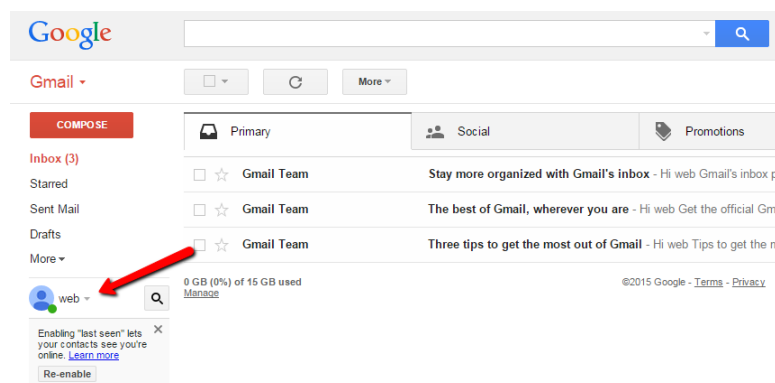 Google
Gmail
More
COMPOSE
Primary
Social
Promotions
Inbox (3)
Starred
Sent Mail
Drafts
More
Gmail Team
Stay more organized with Gmail's inbox - Hi web Gmail's inbox
Gmail Team
The best of Gmail, wherever you are - Hi web Get the official
Gmail Team
Three tips to get the most out of Gmail - Hi web Tips to get the
0 GB (0%) of 15 GB used
Manage
©2015 Google - Terms - Privacy
web
Enabling "last seen" lets
your contacts see you're
online. Learn more
Re-enable